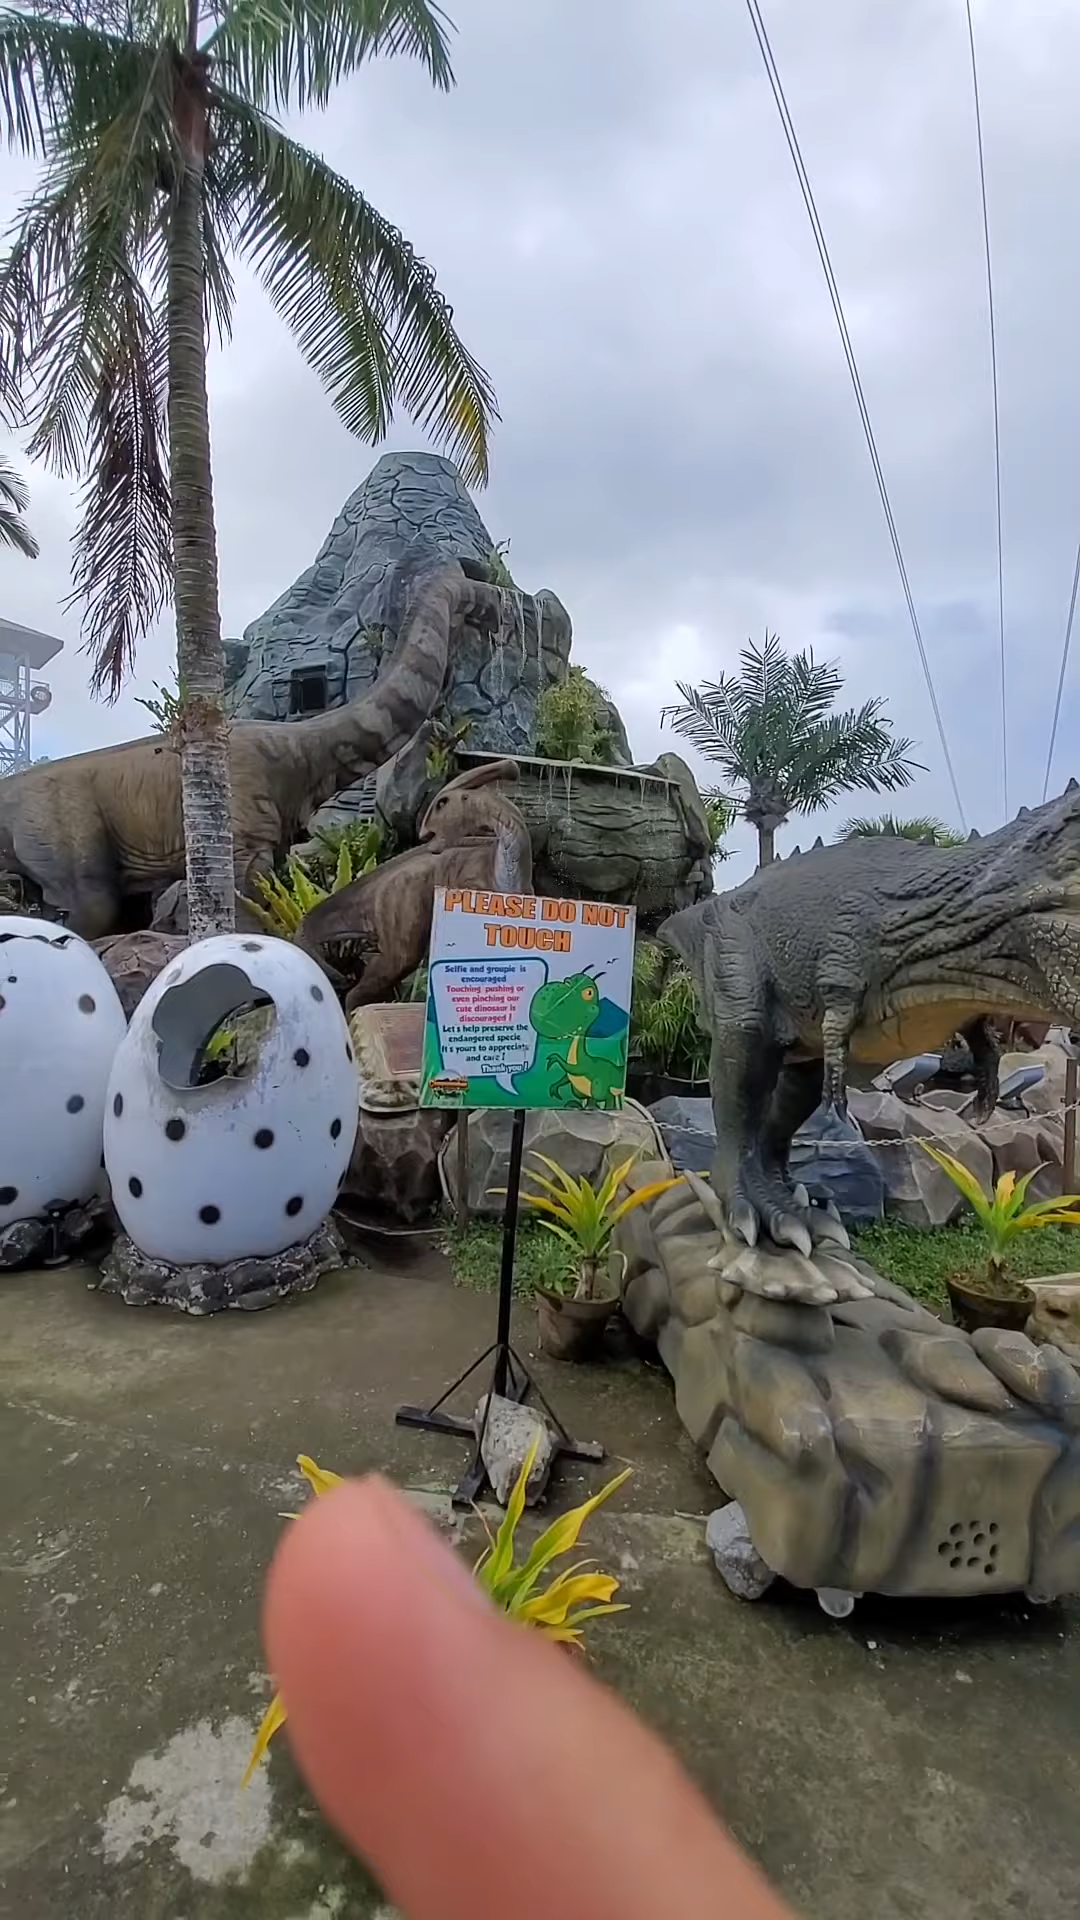 PLEASE DO NOT
TOUCH
Selfie and groupie is
encouraged
Touching pushing or
even pinching our
cute dinosaur is
discouraged !
Let s help preserve the
endangered specie
it s yours to appreciate
and care !
Thank you !